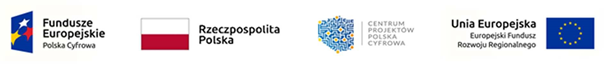 Fundusze
Europejskie
Polska Cyfrowa
Rzeczpospolita
Polska
CENTRUM
PROJEKTÓW
POLSKA
CYFROWA
Unia Europejska
Europejski Fundusz
Rozwoju Regionalnego